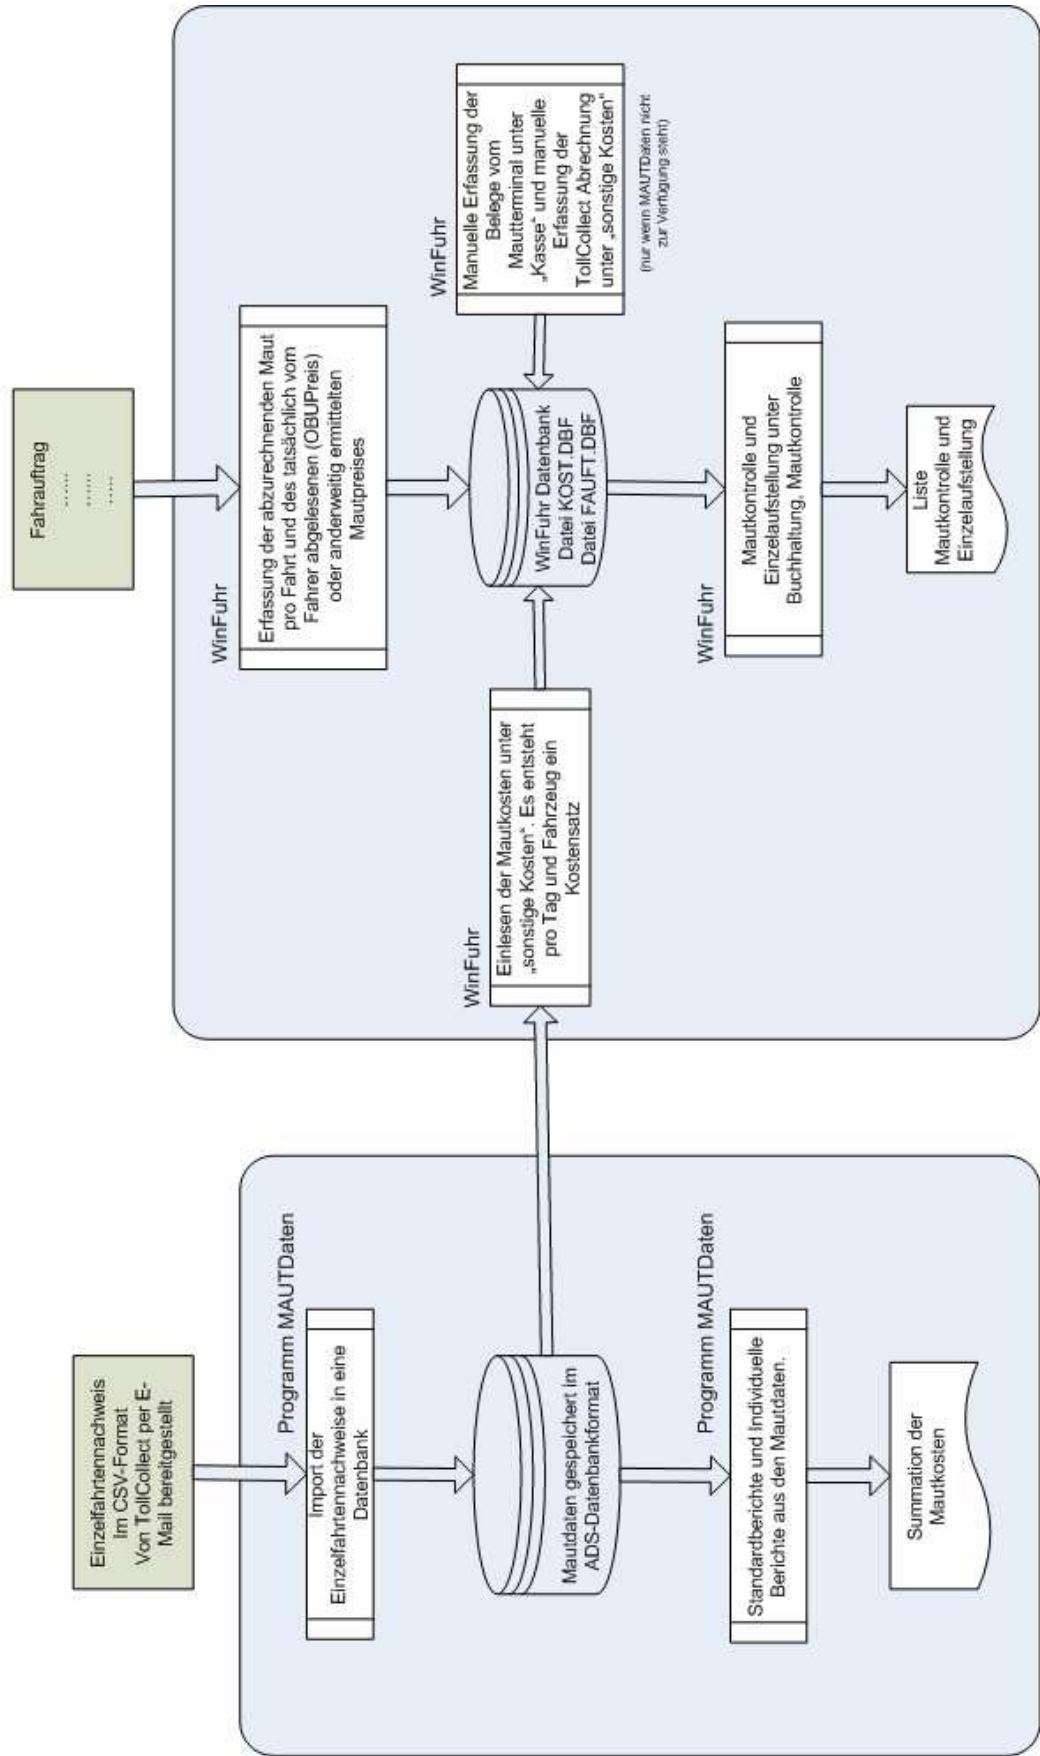 Einzelfahrtennachweis
Im CSV-Format
Von TollCollect per E-
Mail bereitgestellt
Programm MAUTDaten
Import der
Einzelfahrtennachweise in eine
Datenbank
Mautdaten gespeichert im
ADS-Datenbankformat
Programm MAUTDaten
Standardberichte und Individuelle
Berichte aus den Mautdaten.
Summation der
Mautkosten
Fahrauftrag
......
......
.....
WinFuhr
Erfassung der abzurechnenden Maut
pro Fahrt und des tatsächlich vom
Fahrer abgelesenen (OBUPreis)
oder anderweitig ermittelten
Mautpreises
WinFuhr
Einlesen der Mautkosten unter
„sonstige Kosten“. Es entsteht
pro Tag und Fahrzeug ein
Kostensatz
WinFuhr Datenbank
Datei KOST.DBF
Datei FAUFT.DBF
WinFuhr
Manuelle Erfassung der
Belege vom
Mautterminal unter
„Kasse“ und manuelle
Erfassung der
TollCollect Abrechnung
unter „sonstige Kosten“
(nur wenn MAUTDaten nicht
zur Verfügung steht)
WinFuhr
Mautkontrolle und
Einzelaufstellung unter
Buchhaltung, Mautkontrolle
Liste
Mautkontrolle und
Einzelaufstellung